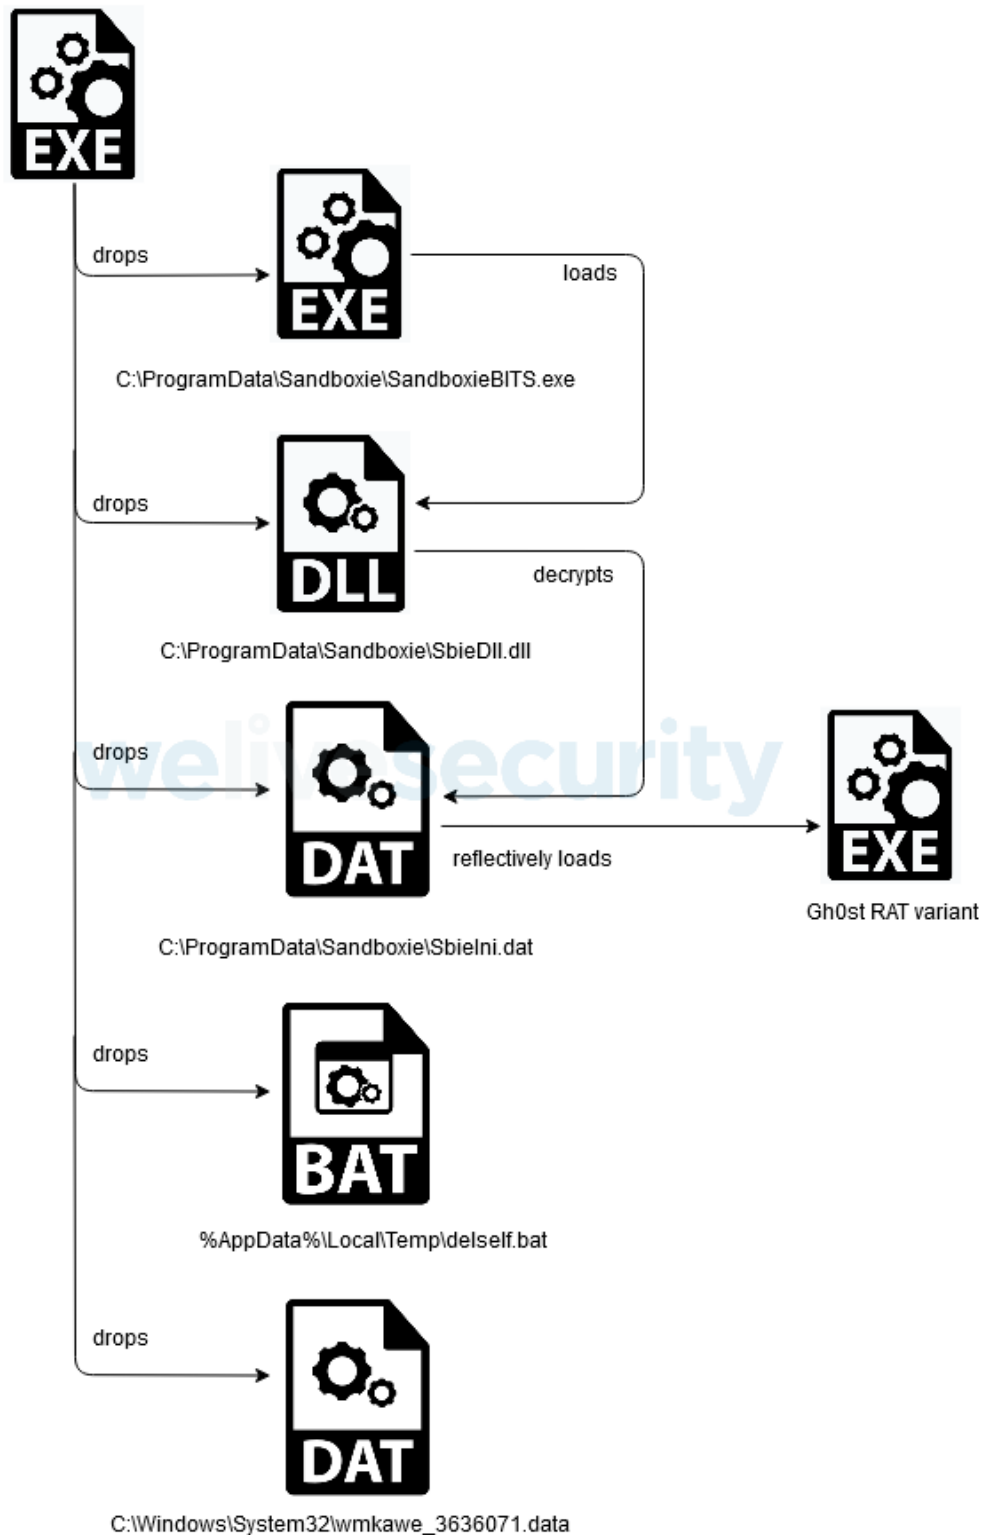 EXE
drops
EXE
loads
C:\ProgramData\Sandboxie\SandboxieBITS.exe
drops
DLL
decrypts
C:\ProgramData\Sandboxie\SbieDll.dll
drops
welivesecurity
DAT
reflectively loads
EXE
Gh0st RAT variant
C:\ProgramData\Sandboxie\SbieIni.dat
drops
BAT
%AppData%\Local\Temp\delself.bat
drops
DAT
C:\Windows\System32\wmkawe_3636071.data